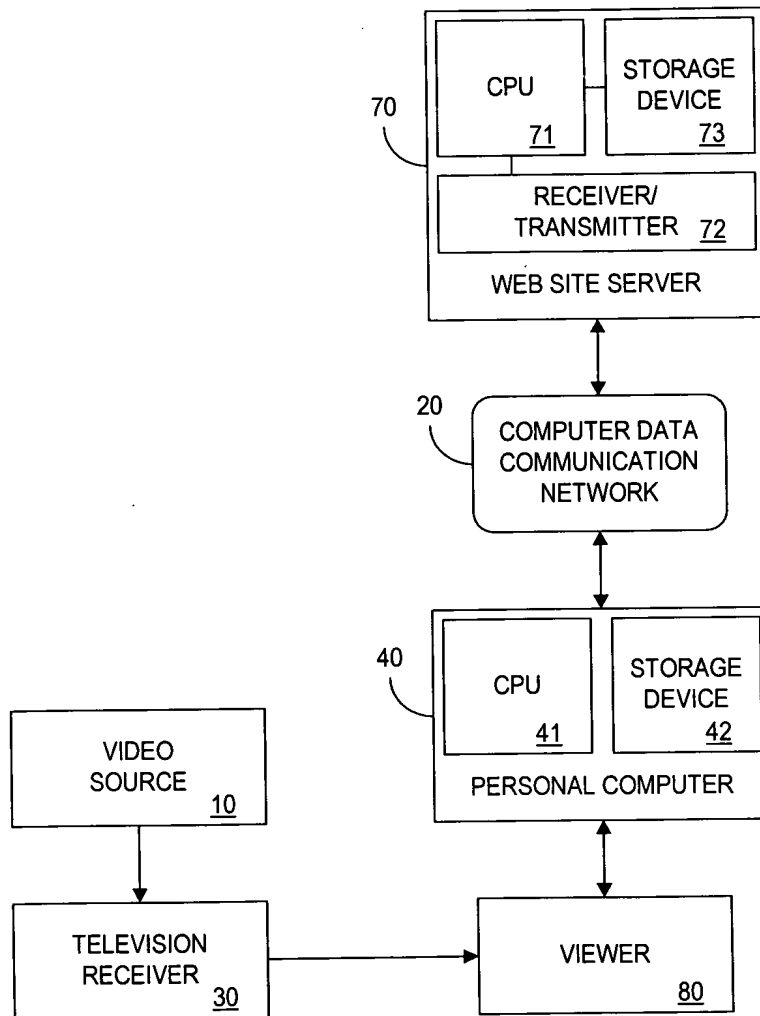 CPU
71
STORAGE
DEVICE
73
70
RECEIVER/
TRANSMITTER
72
WEB SITE SERVER
20
COMPUTER DATA
COMMUNICATION
NETWORK
40
CPU
41
STORAGE
DEVICE
42
PERSONAL COMPUTER
VIDEO
SOURCE
10
TELEVISION
RECEIVER
30
VIEWER
80